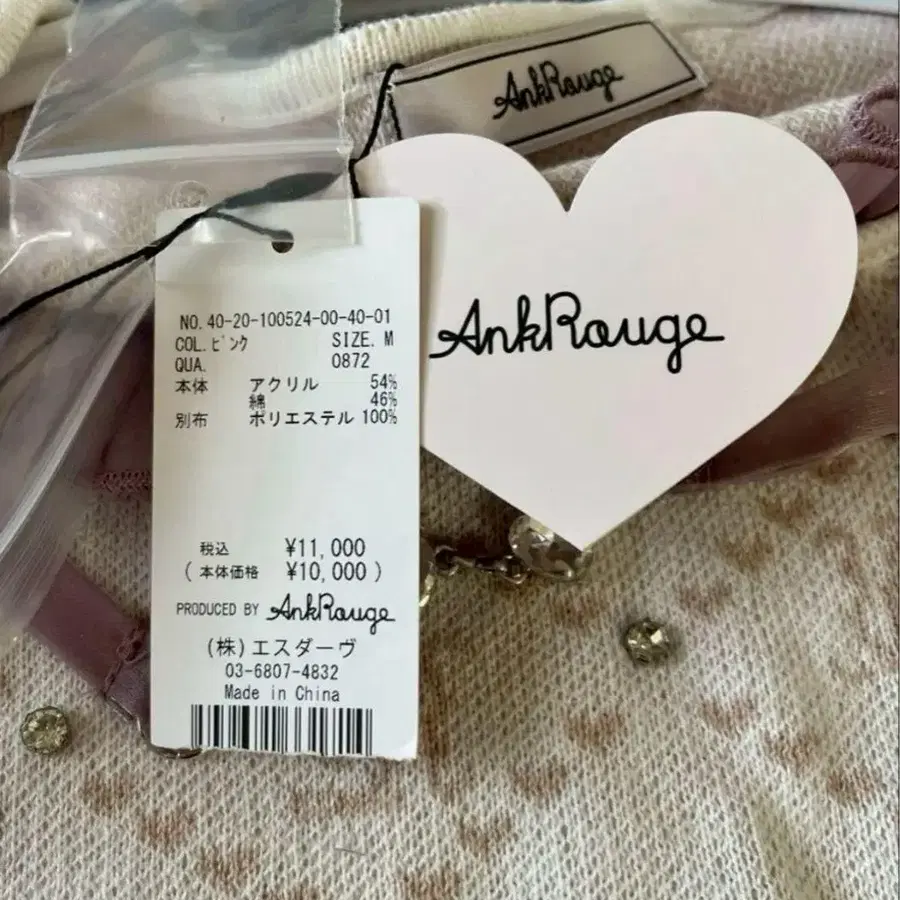 AnkRouge
AnkRouge
NO. 40-20-100524-00-40-01
COL. ピンク SIZE. M
QUA. 0872
本体 アクリル 54%
綿 46%
別布 ポリエステル 100%
税込 ¥11,000
( 本体価格 ¥10,000 )
PRODUCED BY AnkRouge
(株)エスダーヴ
03-6807-4832
Made in China